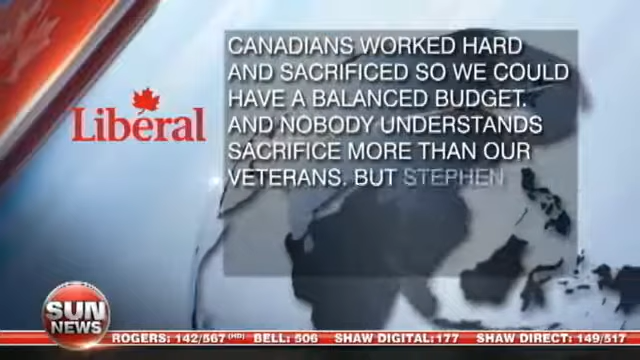 CANADIANS WORKED HARD
AND SACRIFICED SO WE COULD
HAVE A BALANCED BUDGET.
AND NOBODY UNDERSTANDS
SACRIFICE MORE THAN OUR
VETERANS. BUT STEPHEN
Liberal
SUN
NEWS
ROGERS: 142/567 (HD) BELL: 506 SHAW DIGITAL: 177 SHAW DIRECT: 149/517